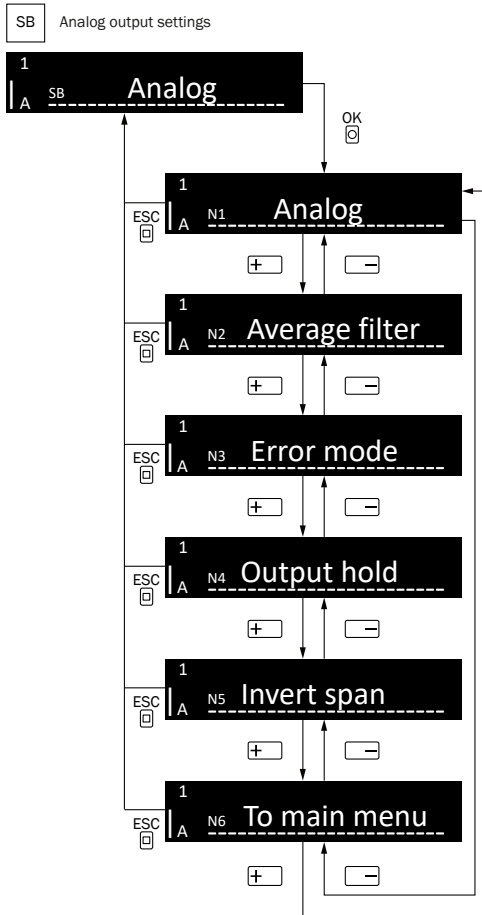 SB Analog output settings
1
A SB Analog
OK
1
A N1 Analog
ESC
+ −
1
A N2 Average filter
ESC
+ −
1
A N3 Error mode
ESC
+ −
1
A N4 Output hold
ESC
+ −
1
A N5 Invert span
ESC
+ −
1
A N6 To main menu
ESC
+ −